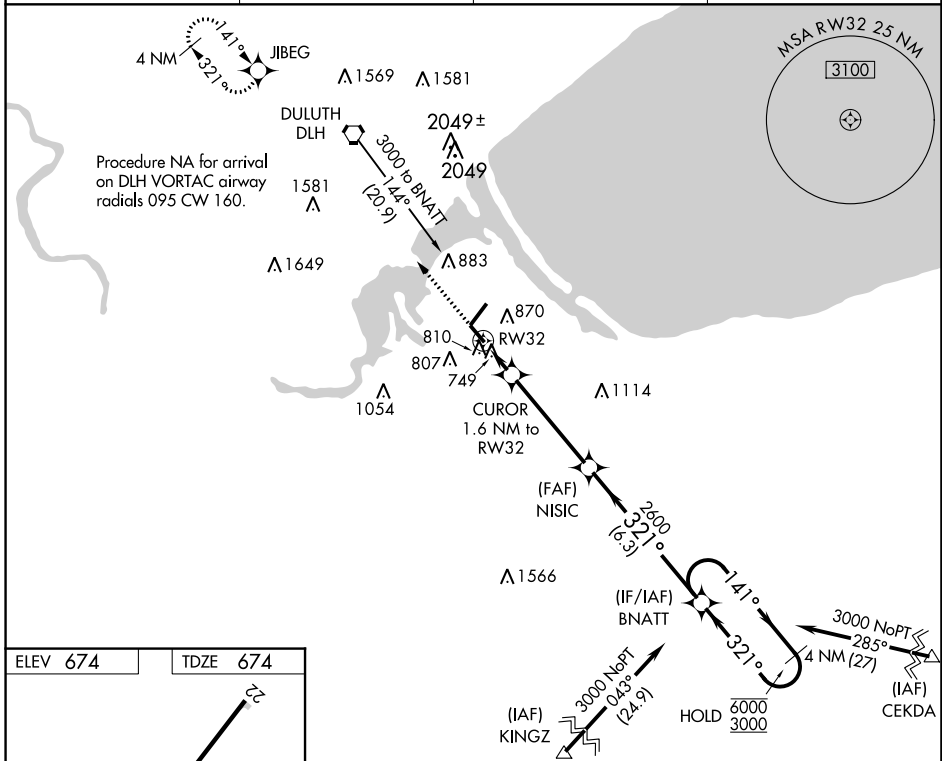 141°
4 NM
321°
JIBEG
1569
1581
MSA RW32 25 NM
3100
DULUTH
DLH
2049±
2049
3000 to BNATT
144°
(20.9)
Procedure NA for arrival
on DLH VORTAC airway
radials 095 CW 160.
1581
1649
883
870
RW32
810
807
749
1054
1114
CUROR
1.6 NM to
RW32
(FAF)
NISIC
2600
321°
(6.3)
1566
(IF/IAF)
BNATT
141°
321°
4 NM
3000 NoPT
285°
(27)
(IAF)
CEKDA
3000 NoPT
043°
(24.9)
(IAF)
KINGZ
HOLD
6000
3000
ELEV 674
TDZE 674
22